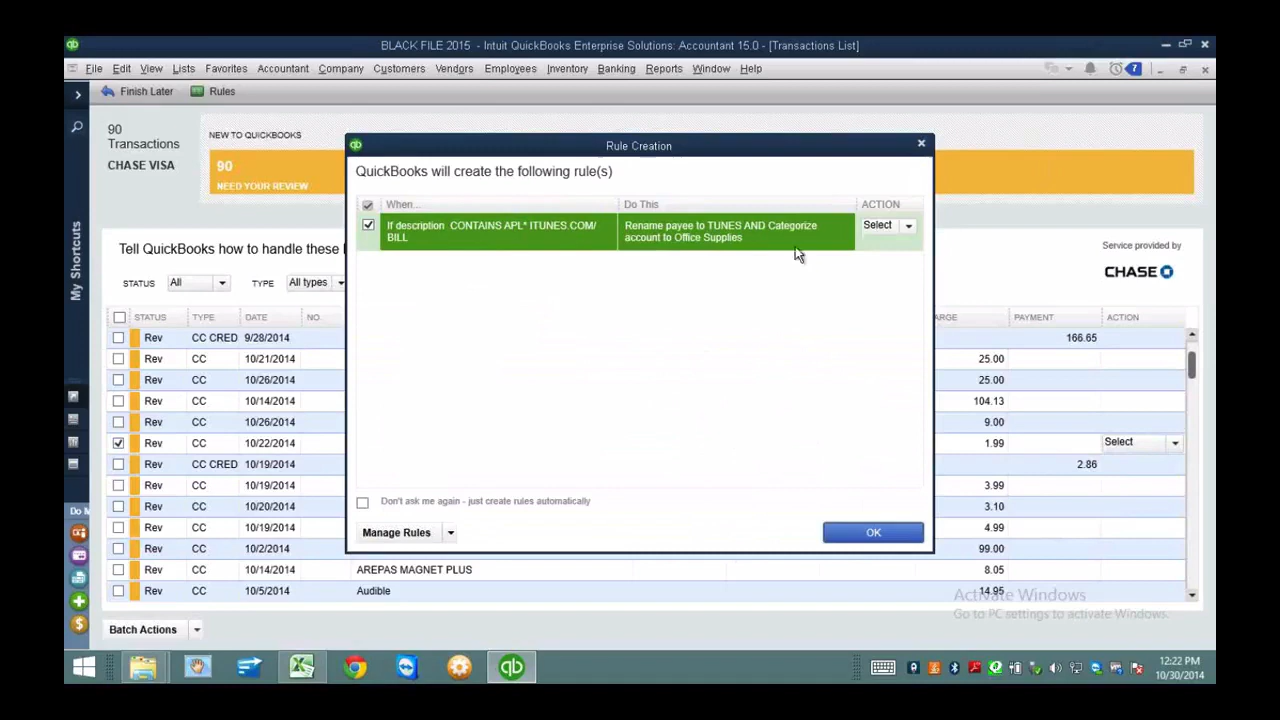 BLACK FILE 2015 - Intuit QuickBooks Enterprise Solutions: Accountant 15.0 - [Transactions List]
File Edit View Lists Favorites Accountant Company Customers Vendors Employees Inventory Banking Reports Window Help
7
Finish Later Rules
90
Transactions
CHASE VISA
NEW TO QUICKBOOKS
90
NEED YOUR REVIEW
My Shortcuts
Do M
Rule Creation
QuickBooks will create the following rule(s)
When... Do This ACTION
If description CONTAINS APL* ITUNES.COM/
BILL
Rename payee to TUNES AND Categorize
account to Office Supplies
Select
Don't ask me again - just create rules automatically
Manage Rules OK
Tell QuickBooks how to handle these
Service provided by
CHASE
STATUS All TYPE All types
STATUS TYPE DATE NO. ARGE PAYMENT ACTION
Rev CC CRED 9/28/2014 166.65
Rev CC 10/21/2014 25.00
Rev CC 10/26/2014 25.00
Rev CC 10/14/2014 104.13
Rev CC 10/26/2014 9.00
Rev CC 10/22/2014 1.99 Select
Rev CC CRED 10/19/2014 2.86
Rev CC 10/19/2014 3.99
Rev CC 10/20/2014 3.10
Rev CC 10/19/2014 4.99
Rev CC 10/2/2014 99.00
Rev CC 10/14/2014 AREPAS MAGNET PLUS 8.05
Rev CC 10/5/2014 Audible 14.95
Activate Windows
Go to PC settings to activate Windows.
Batch Actions
12:22 PM
10/30/2014